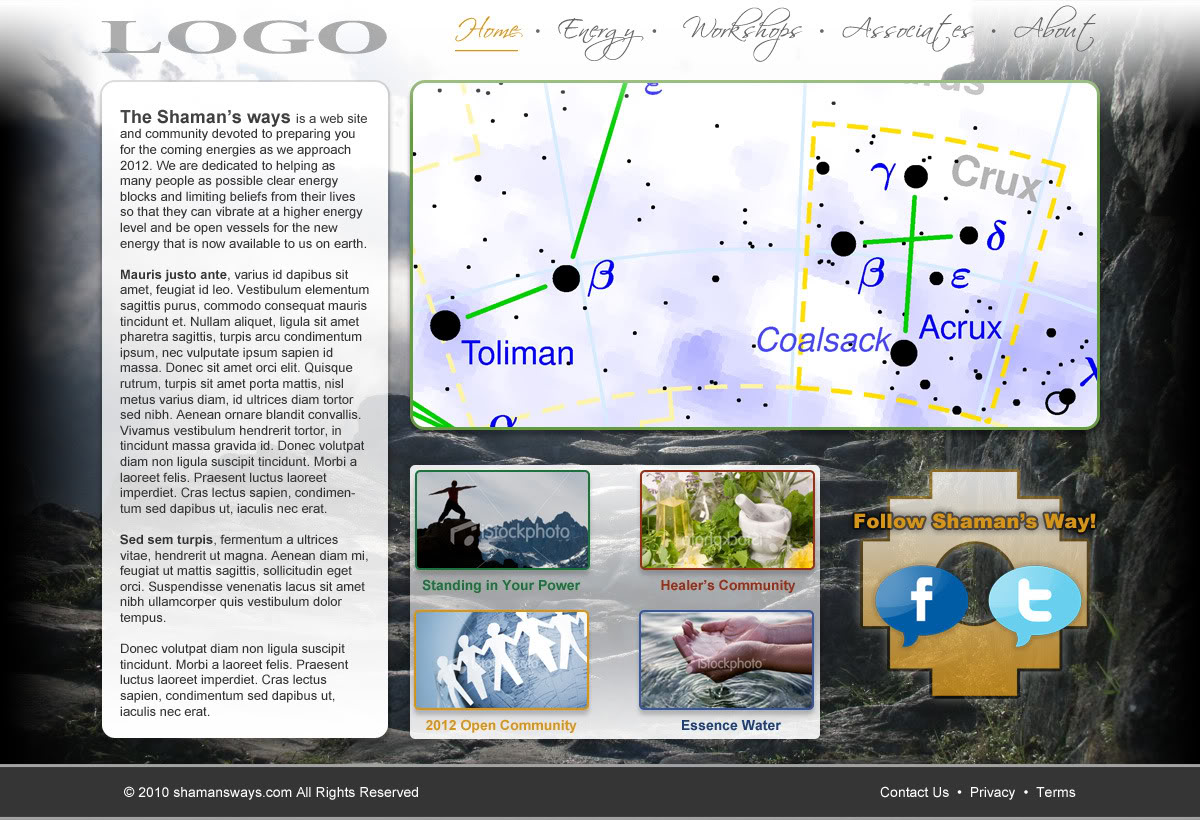 LOGO
Home • Energy • Workshops • Associates • About
The Shaman's ways is a web site
and community devoted to preparing you
for the coming energies as we approach
2012. We are dedicated to helping as
many people as possible clear energy
blocks and limiting beliefs from their lives
so that they can vibrate at a higher energy
level and be open vessels for the new
energy that is now available to us on earth.
Mauris justo ante, varius id dapibus sit
amet, feugiat id leo. Vestibulum elementum
sagittis purus, commodo consequat mauris
tincidunt et. Nullam aliquet, ligula sit amet
pharetra sagittis, turpis arcu condimentum
ipsum, nec vulputate ipsum sapien id
massa. Donec sit amet orci elit. Quisque
rutrum, turpis sit amet porta mattis, nisl
metus varius diam, id ultrices diam tortor
sed nibh. Aenean ornare blandit convallis.
Vivamus vestibulum hendrerit tortor, in
tincidunt massa gravida id. Donec volutpat
diam non ligula suscipit tincidunt. Morbi a
laoreet felis. Praesent luctus laoreet
imperdiet. Cras lectus sapien, condimen-
tum sed dapibus ut, iaculis nec erat.
Sed sem turpis, fermentum a ultrices
vitae, hendrerit ut magna. Aenean diam mi,
feugiat ut mattis sagittis, sollicitudin eget
orci. Suspendisse venenatis lacus sit amet
nibh ullamcorper quis vestibulum dolor
tempus.
Donec volutpat diam non ligula suscipit
tincidunt. Morbi a laoreet felis. Praesent
luctus laoreet imperdiet. Cras lectus
sapien, condimentum sed dapibus ut,
iaculis nec erat.
ε
γ
Crux
δ
β
β
ε
Acrux
Coalsack
Toliman
α
λ
iStockphoto
iStockphoto
Standing in Your Power
Healer's Community
iStockphoto
iStockphoto
2012 Open Community
Essence Water
Follow Shaman's Way!
f
t
© 2010 shamansways.com All Rights Reserved
Contact Us • Privacy • Terms